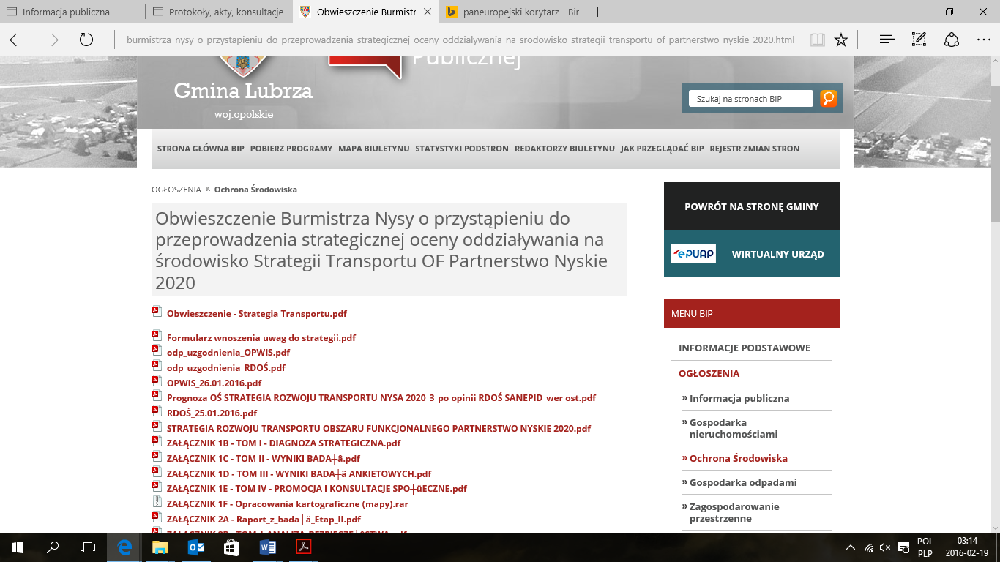 Informacja publiczna
Protokoły, akty, konsultacje
Obwieszczenie Burmistr
paneuropejski korytarz - Bir
burmistrza-nysy-o-przystapieniu-do-przeprowadzenia-strategicznej-oceny-oddzialywania-na-srodowisko-strategii-transportu-of-partnerstwo-nyskie-2020.html
Publicznej
Gmina Lubrza
woj.opolskie
Szukaj na stronach BIP
STRONA GŁÓWNA BIP POBIERZ PROGRAMY MAPA BIULETYNU STATYSTYKI PODSTRON REDAKTORZY BIULETYNU JAK PRZEGLĄDAĆ BIP REJESTR ZMIAN STRON
OGŁOSZENIA » Ochrona Środowiska
Obwieszczenie Burmistrza Nysy o przystąpieniu do
przeprowadzenia strategicznej oceny oddziaływania na
środowisko Strategii Transportu OF Partnerstwo Nyskie
2020
Obwieszczenie - Strategia Transportu.pdf
Formularz wnoszenia uwag do strategii.pdf
odp_uzgodnienia_OPWIS.pdf
odp_uzgodnienia_RDOŚ.pdf
OPWIS_26.01.2016.pdf
Prognoza OŚ STRATEGIA ROZWOJU TRANSPORTU NYSA 2020_3_po opinii RDOŚ SANEPID_wer ost.pdf
RDOŚ_25.01.2016.pdf
STRATEGIA ROZWOJU TRANSPORTU OBSZARU FUNKCJONALNEGO PARTNERSTWO NYSKIE 2020.pdf
ZAŁĄCZNIK 1B - TOM I - DIAGNOZA STRATEGICZNA.pdf
ZAŁĄCZNIK 1C - TOM II - WYNIKI BADA┼â.pdf
ZAŁĄCZNIK 1D - TOM III - WYNIKI BADA┼â ANKIETOWYCH.pdf
ZAŁĄCZNIK 1E - TOM IV - PROMOCJA I KONSULTACJE SPO┼üECZNE.pdf
ZAŁĄCZNIK 1F - Opracowania kartograficzne (mapy).rar
ZAŁĄCZNIK 2A - Raport_z_bada┼ä_Etap_II.pdf
POWRÓT NA STRONĘ GMINY
ePUAP WIRTUALNY URZĄD
MENU BIP
INFORMACJE PODSTAWOWE
OGŁOSZENIA
» Informacja publiczna
» Gospodarka
nieruchomościami
» Ochrona Środowiska
» Gospodarka odpadami
» Zagospodarowanie
przestrzenne
POL
PLP
03:14
2016-02-19